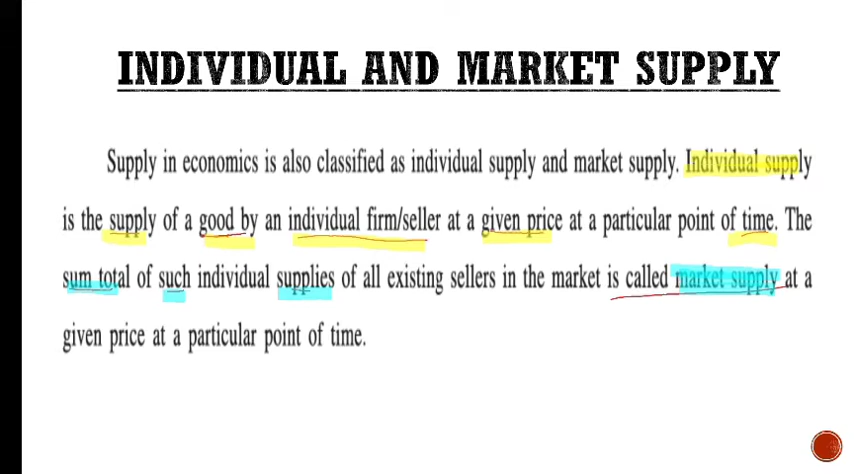 INDIVIDUAL AND MARKET SUPPLY
Supply in economics is also classified as individual supply and market supply. Individual supply
is the supply of a good by an individual firm/seller at a given price at a particular point of time. The
sum total of such individual supplies of all existing sellers in the market is called market supply at a
given price at a particular point of time.